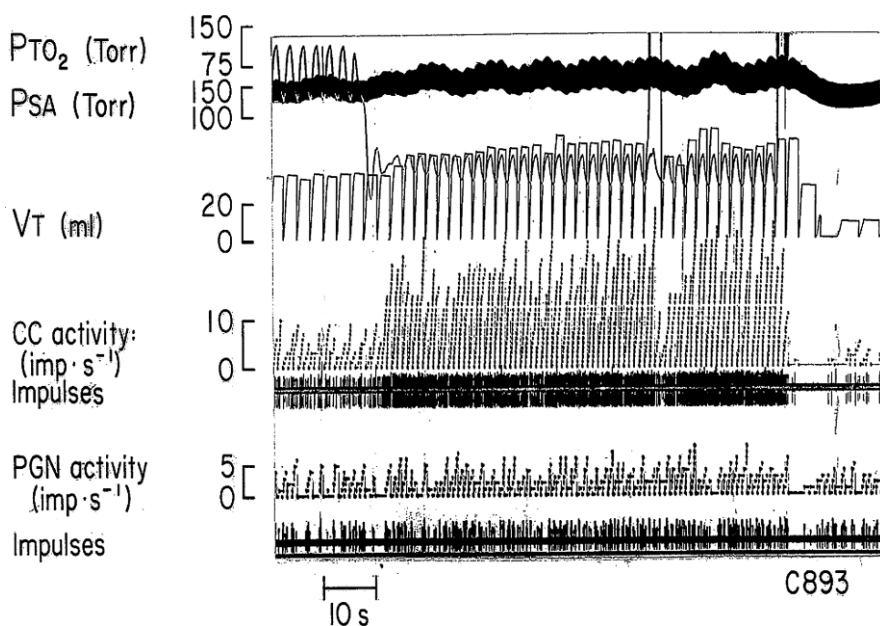 150
PTO₂ (Torr)
75
150
PSA (Torr)
100
20
VT (ml)
0
10
CC activity:
(imp·s⁻¹)
0
Impulses
PGN activity
5
(imp·s⁻¹)
0
Impulses
C893
10 s